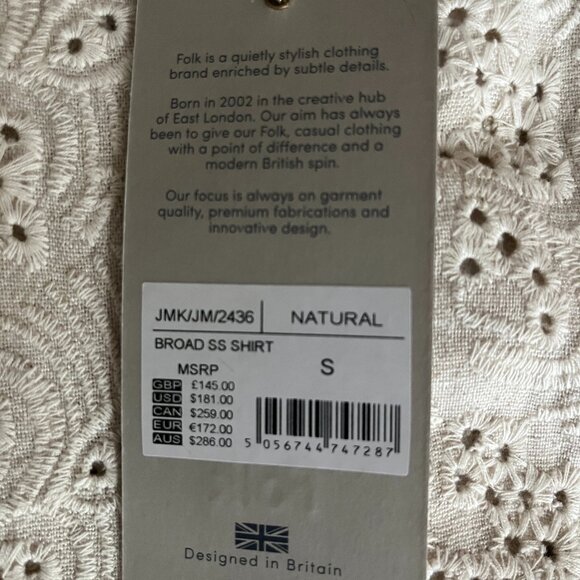 Folk is a quietly stylish clothing
brand enriched by subtle details.
Born in 2002 in the creative hub
of East London. Our aim has always
been to give our Folk, casual clothing
with a point of difference and a
modern British spin.
Our focus is always on garment
quality, premium fabrications and
innovative design.
JMK/JM/2436 NATURAL
BROAD SS SHIRT
MSRP S
GBP £145.00
USD $181.00
CAN $259.00
EUR €172.00
AUS $286.00
5 056744 747287
Designed in Britain